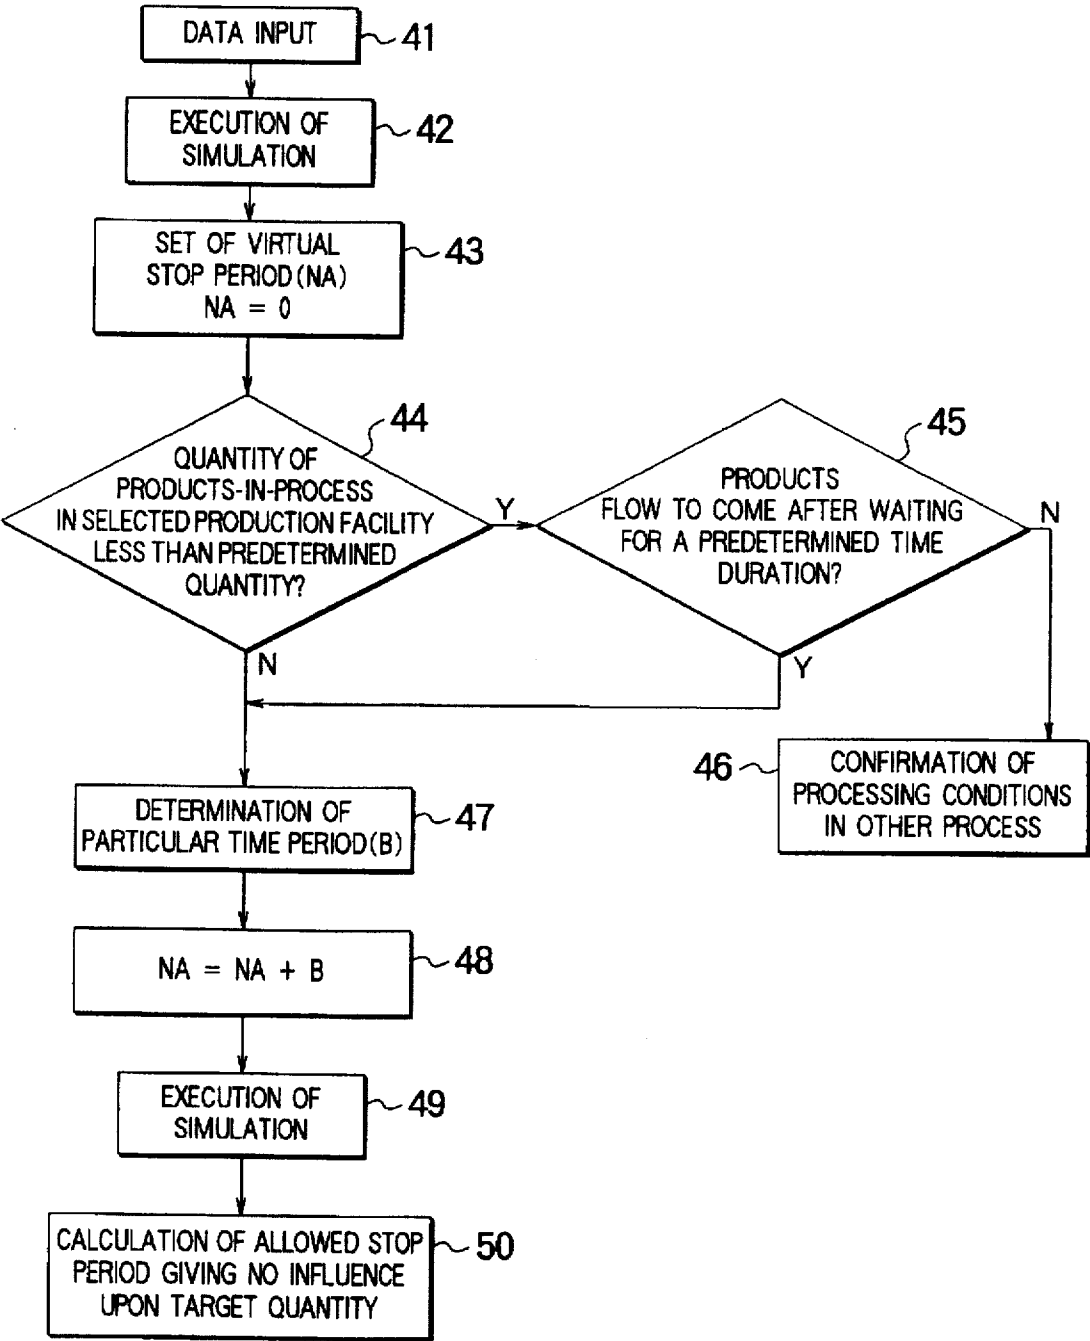 DATA INPUT
41
EXECUTION OF
SIMULATION
42
SET OF VIRTUAL
STOP PERIOD(NA)
NA = 0
43
44
QUANTITY OF
PRODUCTS-IN-PROCESS
IN SELECTED PRODUCTION FACILITY
LESS THAN PREDETERMINED
QUANTITY?
Y
N
45
PRODUCTS
FLOW TO COME AFTER WAITING
FOR A PREDETERMINED TIME
DURATION?
N
Y
46
CONFIRMATION OF
PROCESSING CONDITIONS
IN OTHER PROCESS
DETERMINATION OF
PARTICULAR TIME PERIOD(B)
47
NA = NA + B
48
EXECUTION OF
SIMULATION
49
CALCULATION OF ALLOWED STOP
PERIOD GIVING NO INFLUENCE
UPON TARGET QUANTITY
50